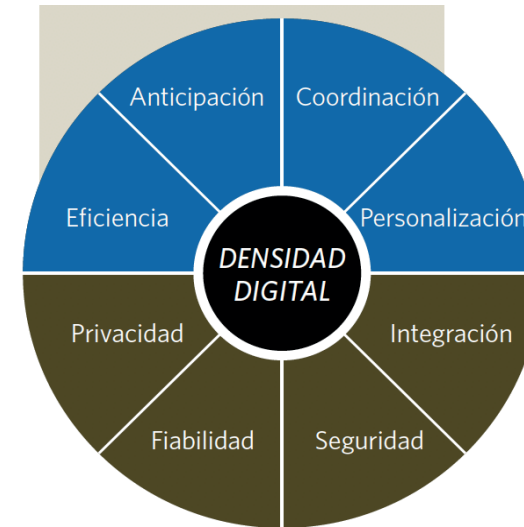 Anticipación
Coordinación
Eficiencia
Personalización
DENSIDAD
DIGITAL
Privacidad
Integración
Fiabilidad
Seguridad